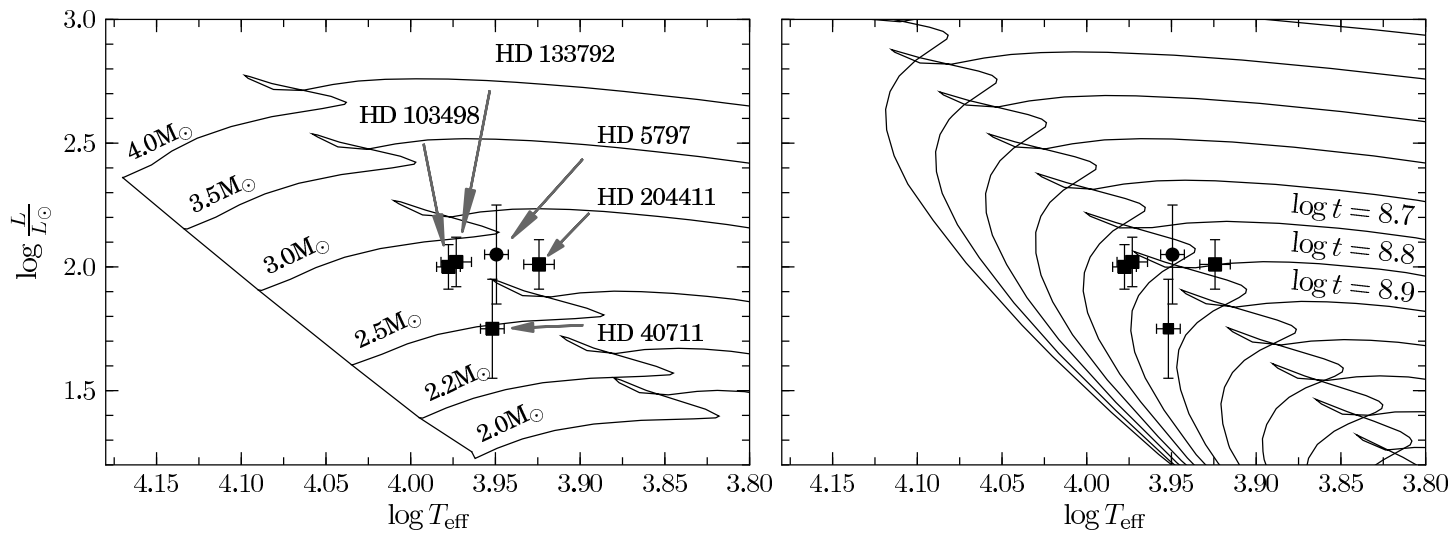 3.0
HD 133792
HD 103498
2.5
HD 5797
4.0M☉
3.5M☉
HD 204411
log L/L☉
3.0M☉
2.0
2.5M☉
HD 40711
2.2M☉
1.5
2.0M☉
4.15 4.10 4.05 4.00 3.95 3.90 3.85 3.80
log Teff
log t = 8.7
log t = 8.8
log t = 8.9
4.15 4.10 4.05 4.00 3.95 3.90 3.85 3.80
log Teff